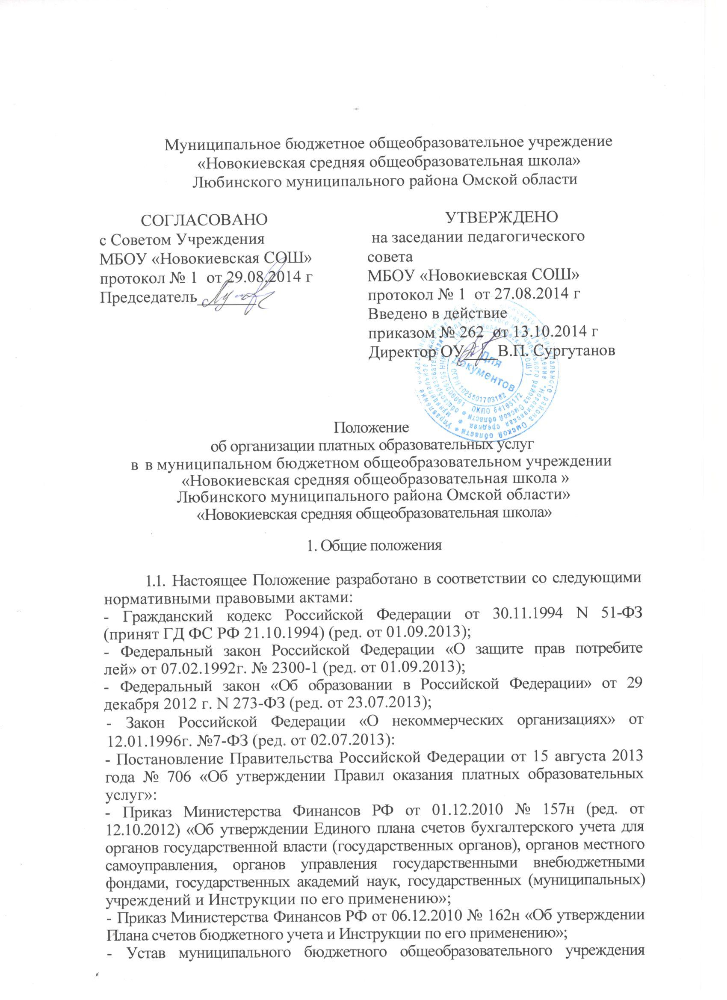 Муниципальное бюджетное общеобразовательное учреждение
«Новокиевская средняя общеобразовательная школа»
Любинского муниципального района Омской области
СОГЛАСОВАНО
с Советом Учреждения
МБОУ «Новокиевская СОШ»
протокол № 1 от 29.08.2014 г
Председатель________
УТВЕРЖДЕНО
на заседании педагогического
совета
МБОУ «Новокиевская СОШ»
протокол № 1 от 27.08.2014 г
Введено в действие
приказом № 262 от 13.10.2014 г
Директор ОУ____В.П. Сургутанов
Для
документов
ОГРН 1025501703182
ОКПО 64185172
Положение
об организации платных образовательных услуг
в в муниципальном бюджетном общеобразовательном учреждении
«Новокиевская средняя общеобразовательная школа »
Любинского муниципального района Омской области»
«Новокиевская средняя общеобразовательная школа»
1. Общие положения
1.1. Настоящее Положение разработано в соответствии со следующими
нормативными правовыми актами:
- Гражданский кодекс Российской Федерации от 30.11.1994 N 51-ФЗ
(принят ГД ФС РФ 21.10.1994) (ред. от 01.09.2013);
- Федеральный закон Российской Федерации «О защите прав потребите
лей» от 07.02.1992г. № 2300-1 (ред. от 01.09.2013);
- Федеральный закон «Об образовании в Российской Федерации» от 29
декабря 2012 г. N 273-ФЗ (ред. от 23.07.2013);
- Закон Российской Федерации «О некоммерческих организациях» от
12.01.1996г. №7-ФЗ (ред. от 02.07.2013):
- Постановление Правительства Российской Федерации от 15 августа 2013
года № 706 «Об утверждении Правил оказания платных образовательных
услуг»:
- Приказ Министерства Финансов РФ от 01.12.2010 № 157н (ред. от
12.10.2012) «Об утверждении Единого плана счетов бухгалтерского учета для
органов государственной власти (государственных органов), органов местного
самоуправления, органов управления государственными внебюджетными
фондами, государственных академий наук, государственных (муниципальных)
учреждений и Инструкции по его применению»;
- Приказ Министерства Финансов РФ от 06.12.2010 № 162н «Об утверждении
Плана счетов бюджетного учета и Инструкции по его применению»;
- Устав муниципального бюджетного общеобразовательного учреждения